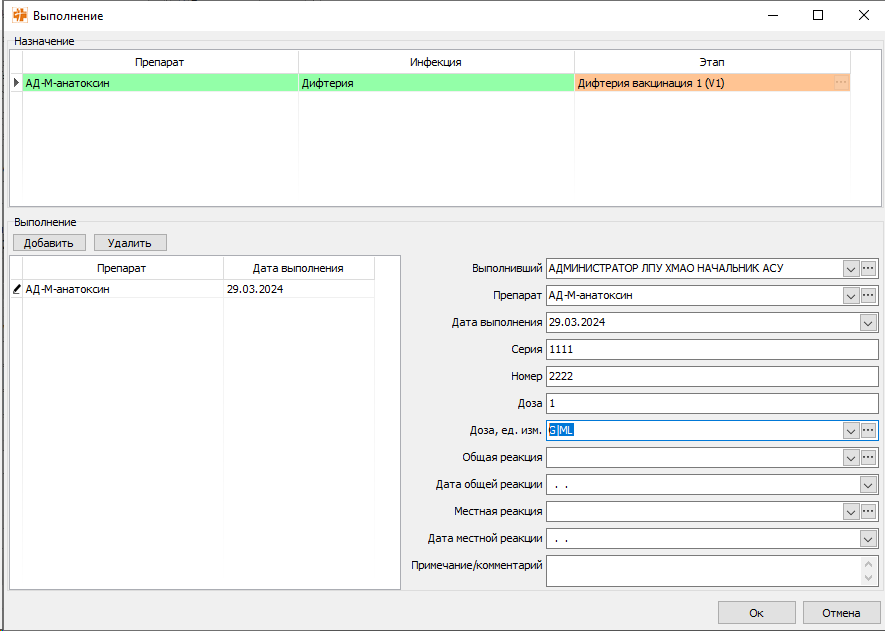 Выполнение
Назначение
Препарат Инфекция Этап
АД-М-анатоксин Дифтерия Дифтерия вакцинация 1 (V1)
Выполнение
Добавить Удалить
Препарат Дата выполнения
АД-М-анатоксин 29.03.2024
Выполнивший АДМИНИСТРАТОР ЛПУ ХМАО НАЧАЛЬНИК АСУ
Препарат АД-М-анатоксин
Дата выполнения 29.03.2024
Серия 1111
Номер 2222
Доза 1
Доза, ед. изм. G|ML
Общая реакция
Дата общей реакции . .
Местная реакция
Дата местной реакции . .
Примечание/комментарий
Ок Отмена